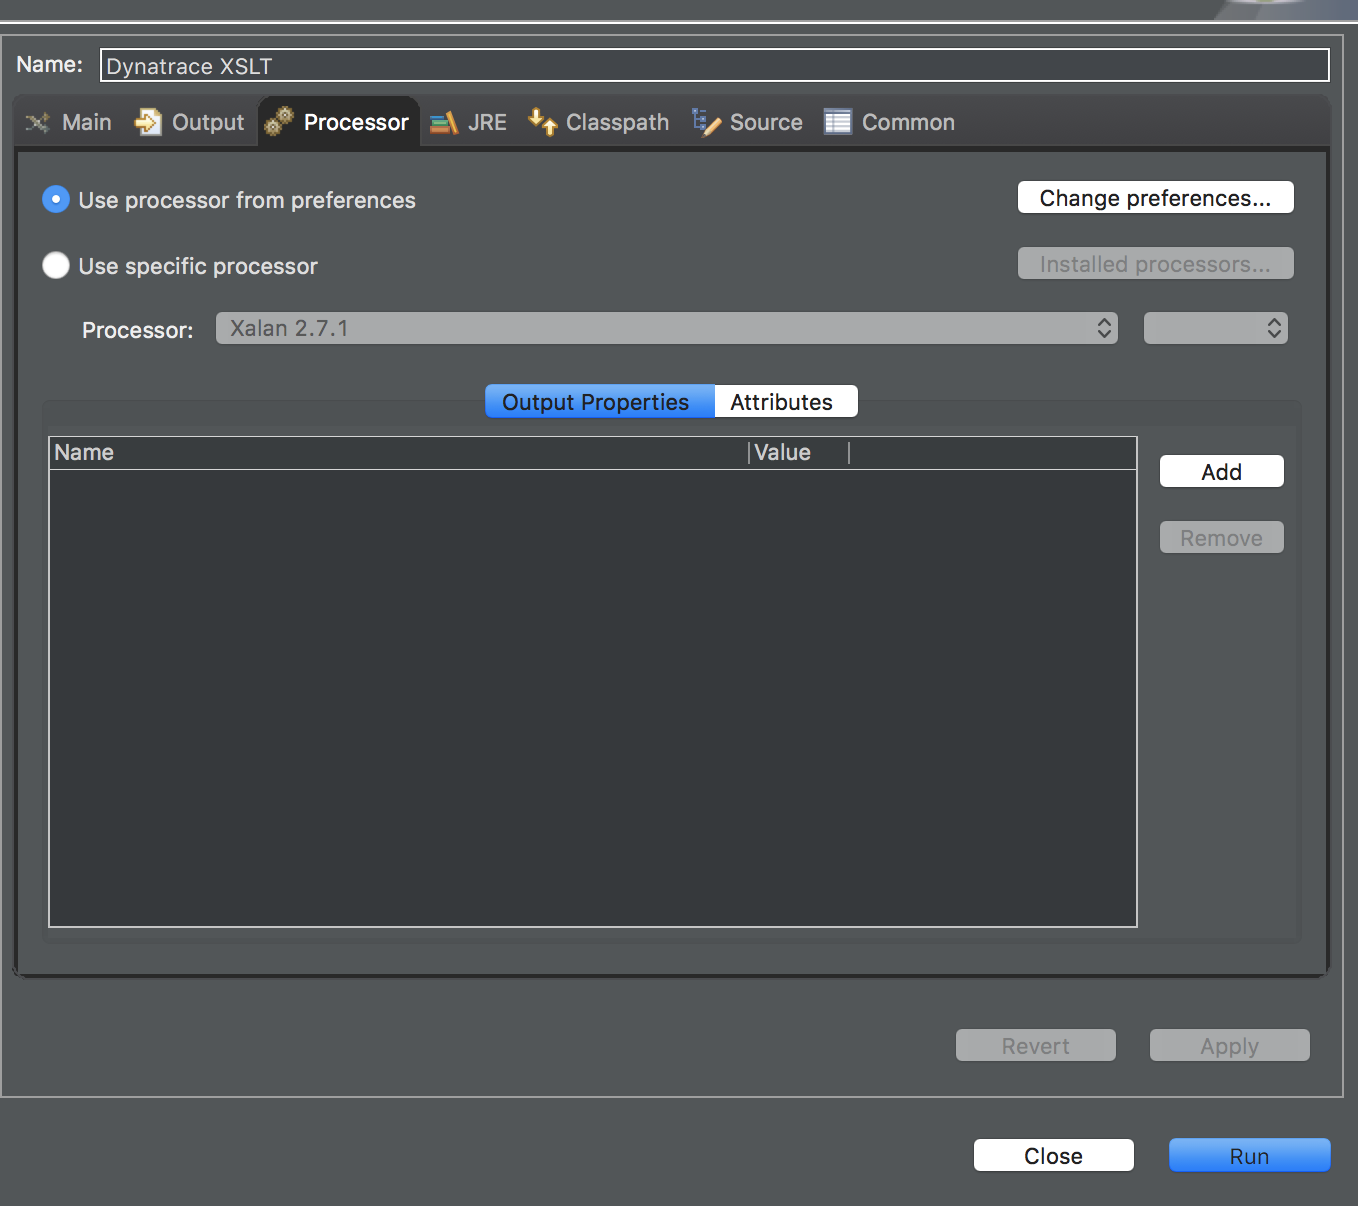 Name: Dynatrace XSLT
Main Output Processor JRE Classpath Source Common
Use processor from preferences Change preferences...
Use specific processor Installed processors...
Processor: Xalan 2.7.1
Output Properties Attributes
Name Value
Add
Remove
Revert Apply
Close Run